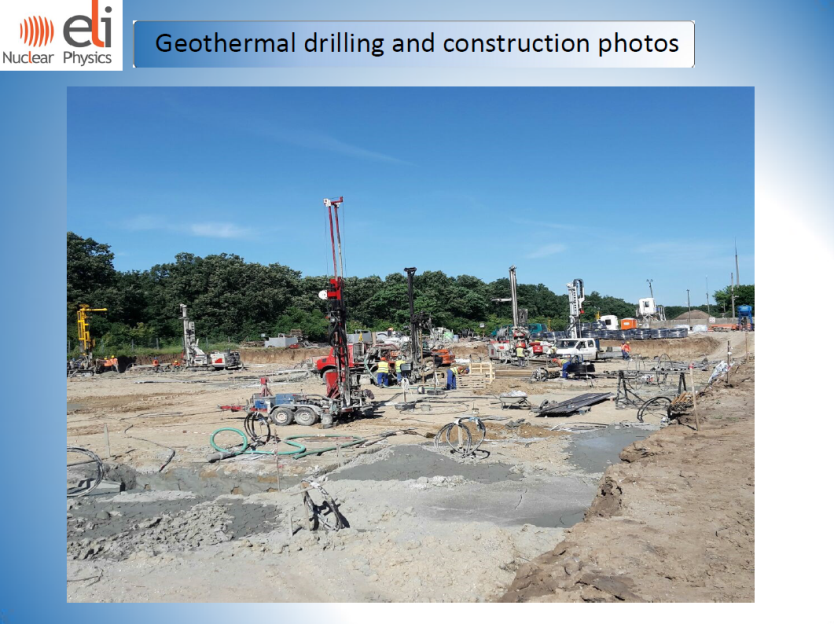 eli
Nuclear Physics
Geothermal drilling and construction photos